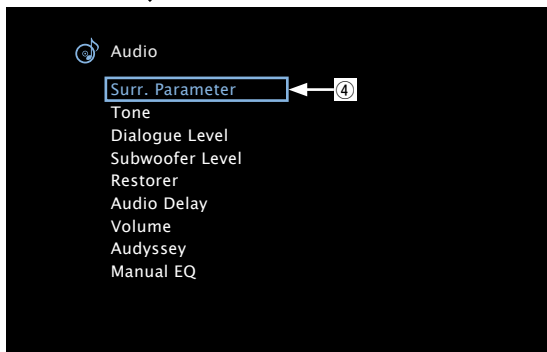 Audio
Surr. Parameter ④
Tone
Dialogue Level
Subwoofer Level
Restorer
Audio Delay
Volume
Audyssey
Manual EQ